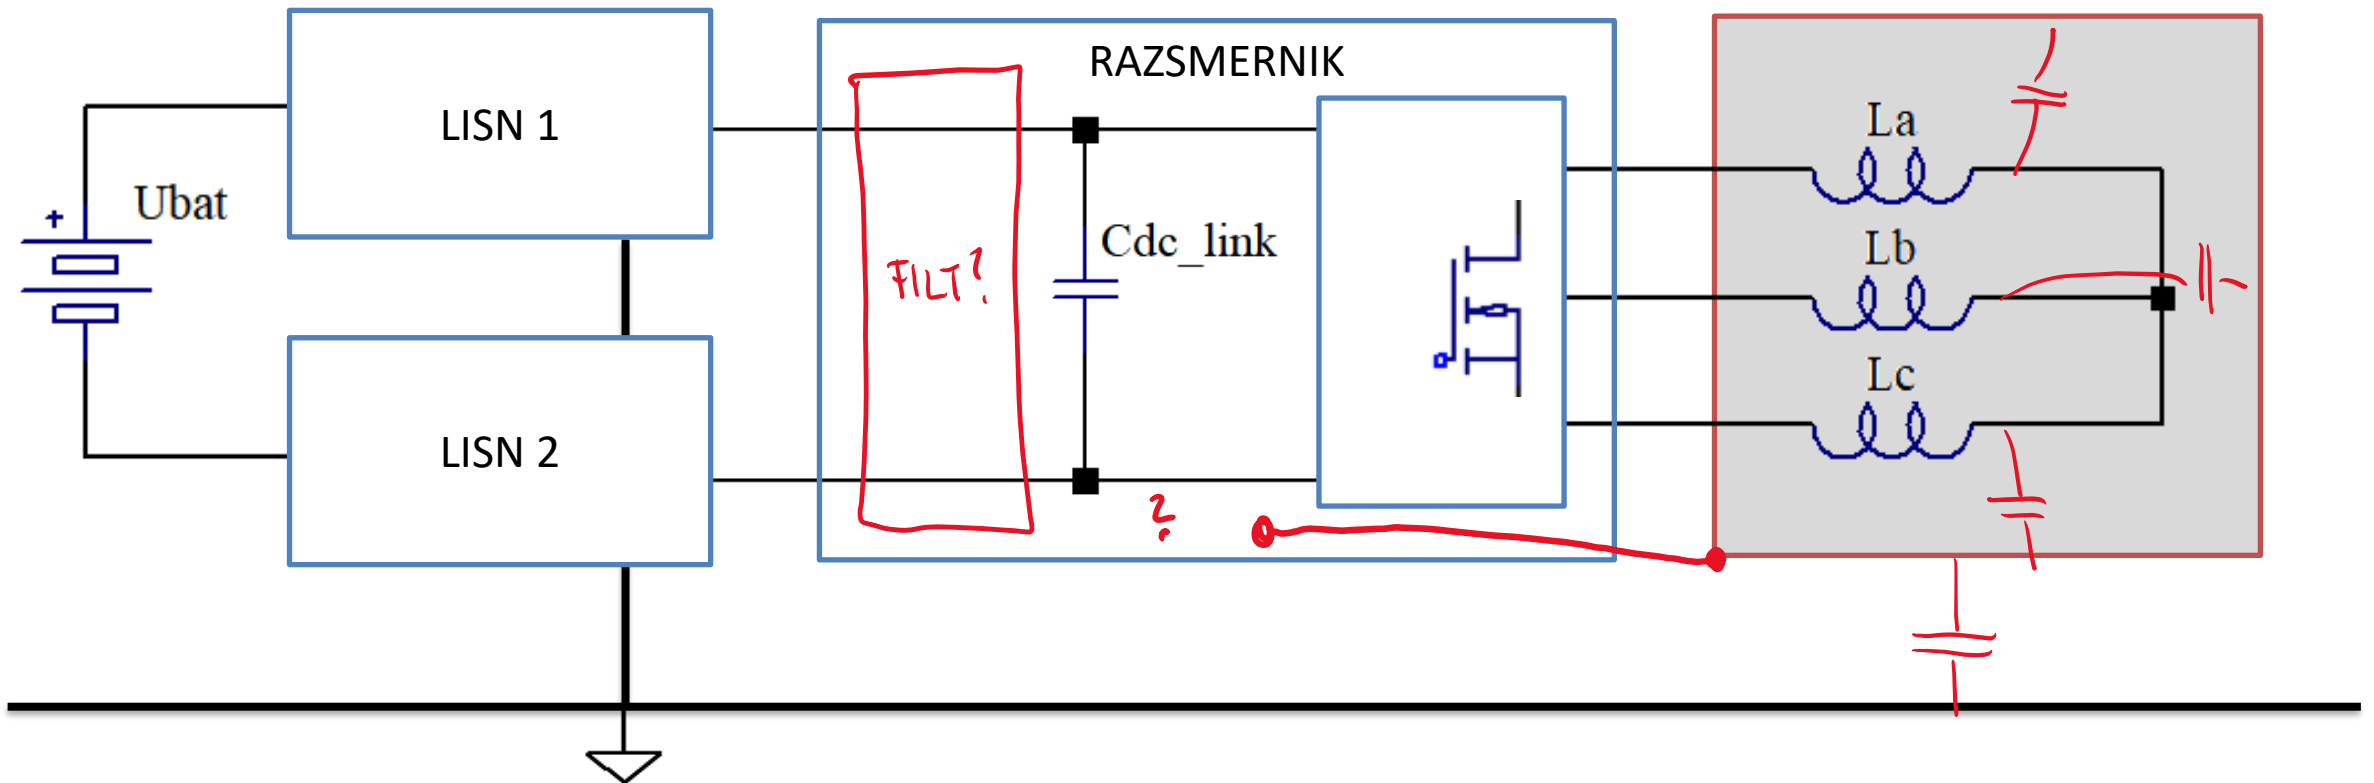 RAZSMERNIK
LISN 1
La
Ubat
+
Lb
Cdc_link
FILT?
Lc
LISN 2
?